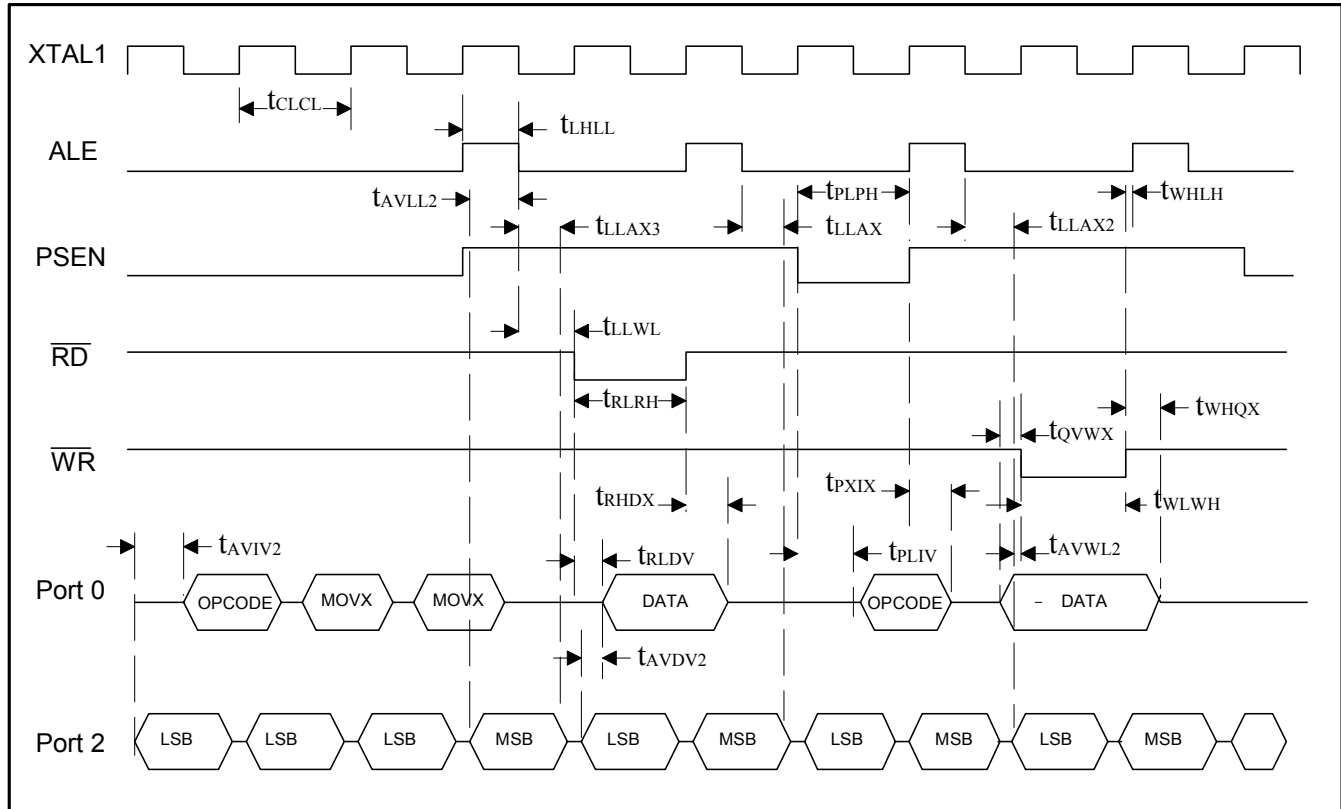 XTAL1
tCLCL
tLHLL
ALE
tAVLL2
tPLPH
tWHLH
tLLAX3
tLLAX
tLLAX2
PSEN
tLLWL
RD
tRLRH
tWHQX
tQVWX
WR
tRHDX
tPXIX
tWLWH
tAVIV2
tRLDV
tPLIV
tAVWL2
Port 0
OPCODE
MOVX
MOVX
DATA
OPCODE
- DATA
tAVDV2
Port 2
LSB
LSB
LSB
MSB
LSB
MSB
LSB
MSB
LSB
MSB